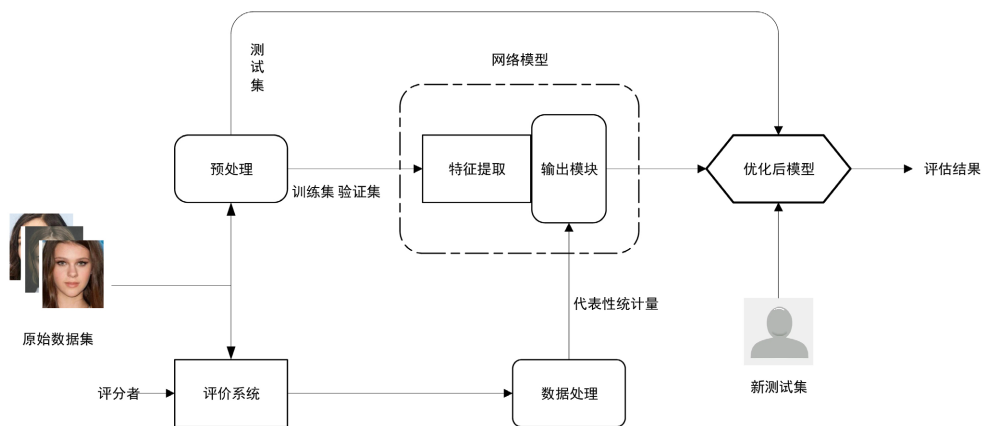 测
试
集
网络模型
预处理
特征提取
输出模块
优化后模型
评估结果
训练集 验证集
代表性统计量
原始数据集
新测试集
评分者
评价系统
数据处理